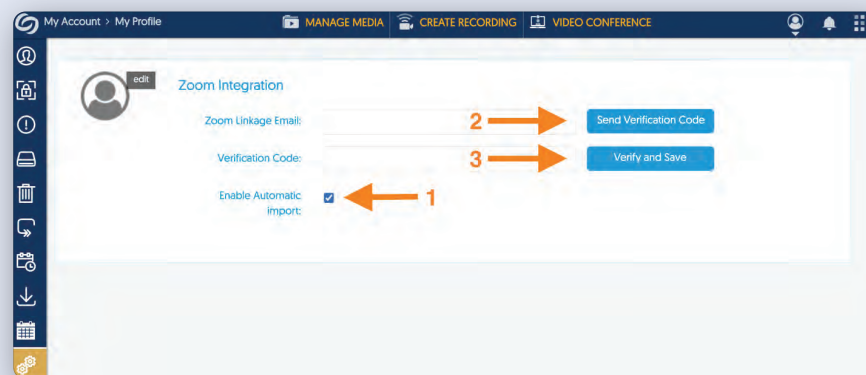 My Account > My Profile
MANAGE MEDIA
CREATE RECORDING
VIDEO CONFERENCE
edit
Zoom Integration
Zoom Linkage Email:
2
Send Verification Code
Verification Code:
3
Verify and Save
Enable Automatic
import:
1